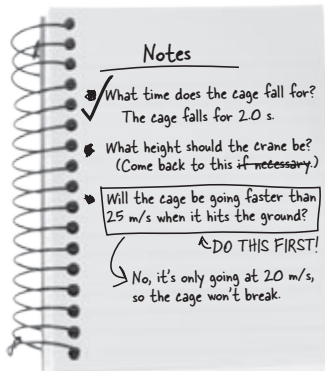 Notes
What time does the cage fall for?
The cage falls for 2.0 s.
What height should the crane be?
(Come back to this if necessary.)
Will the cage be going faster than
25 m/s when it hits the ground?
DO THIS FIRST!
No, it's only going at 20 m/s,
so the cage won't break.